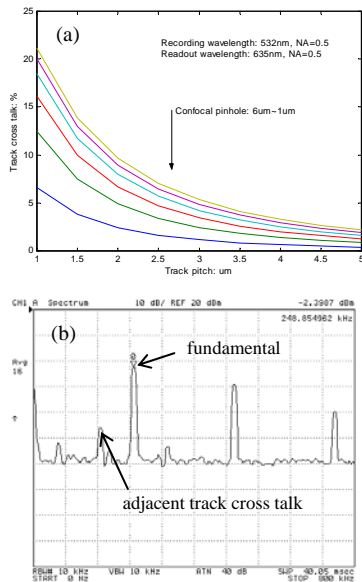 (a)
Recording wavelength: 532nm, NA=0.5
Readout wavelength: 635nm, NA=0.5
Confocal pinhole: 6um~1um
Track cross talk: %
25
20
15
10
5
0
1 1.5 2 2.5 3 3.5 4 4.5 5
Track pitch: um
CH1 A Spectrum 10 dB/ REF 20 dBm -2.3907 dBm
248.854962 kHz
(b)
Avg
16
fundamental
adjacent track cross talk
RBW# 10 kHz VBW 10 kHz ATN 40 dB SWP 40.05 msec
START 0 Hz STOP 800 kHz